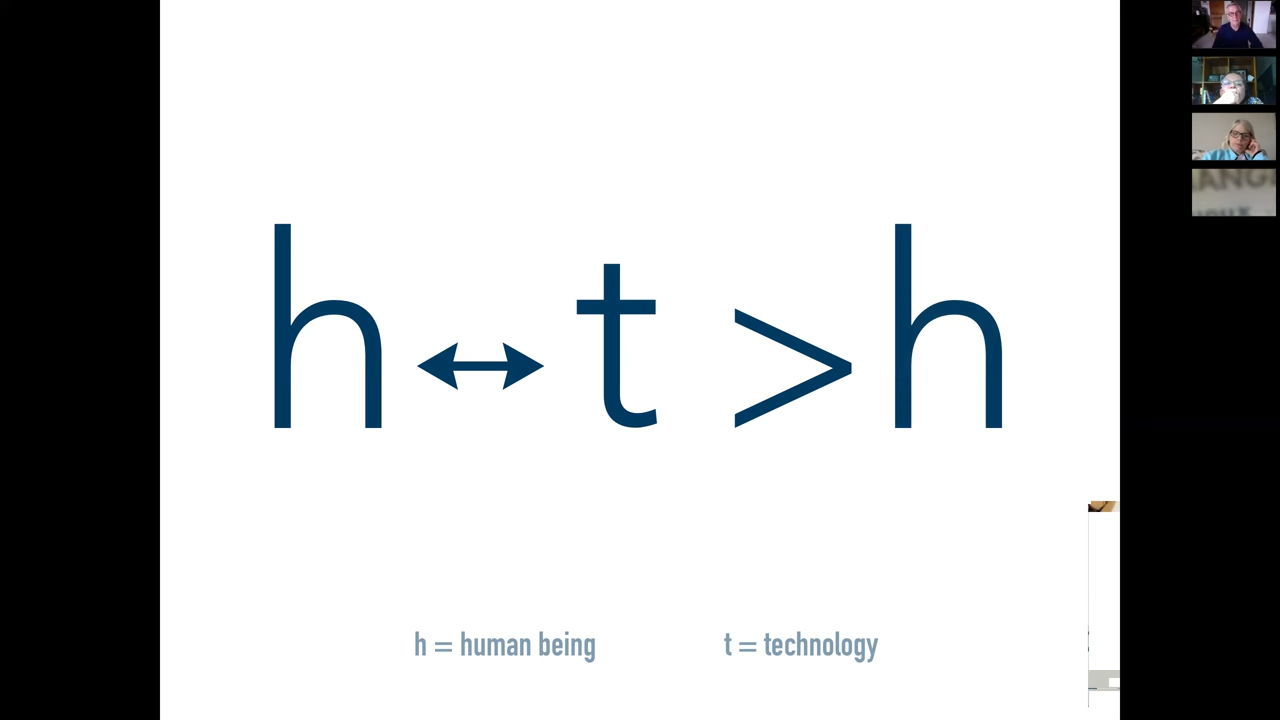 h ↔ t > h
h = human being
t = technology